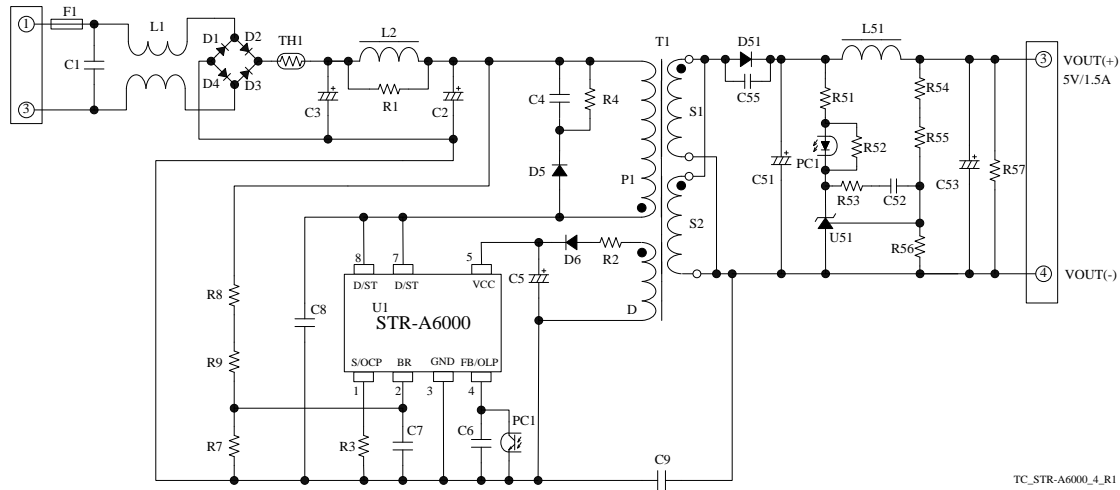 1
F1
L1
C1
3
D1
D2
D4
D3
TH1
L2
R1
C3
C2
C4
R4
D5
P1
T1
S1
S2
D51
C55
L51
R51
PC1
R52
R53
C52
U51
C51
R54
R55
R56
C53
R57
3
VOUT(+)
5V/1.5A
4
VOUT(-)
8
7
5
D/ST
D/ST
VCC
U1
STR-A6000
S/OCP
BR
GND
FB/OLP
1
2
3
4
C5
D6
R2
D
R8
R9
R7
C8
R3
C7
C6
PC1
C9
TC_STR-A6000_4_R1